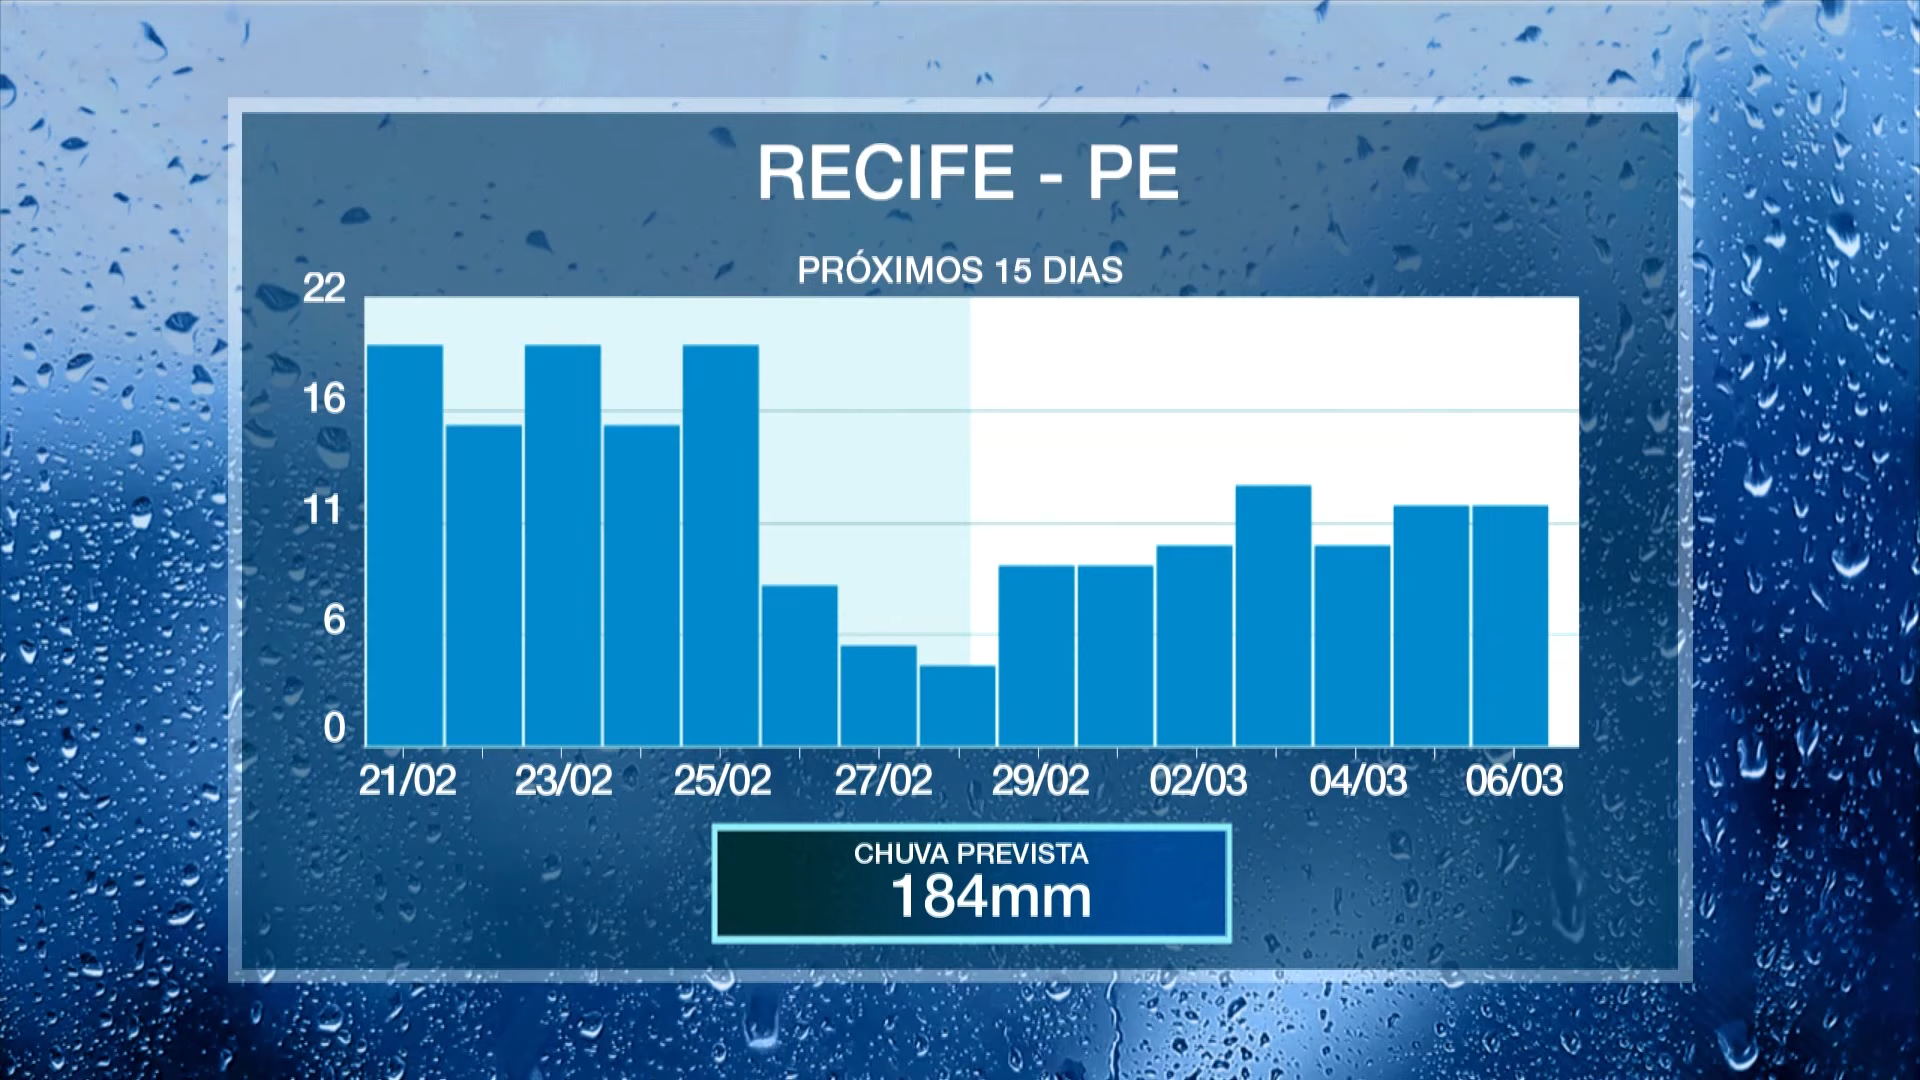 RECIFE - PE
PRÓXIMOS 15 DIAS
22
16
11
6
0
21/02 23/02 25/02 27/02 29/02 02/03 04/03 06/03
CHUVA PREVISTA
184mm